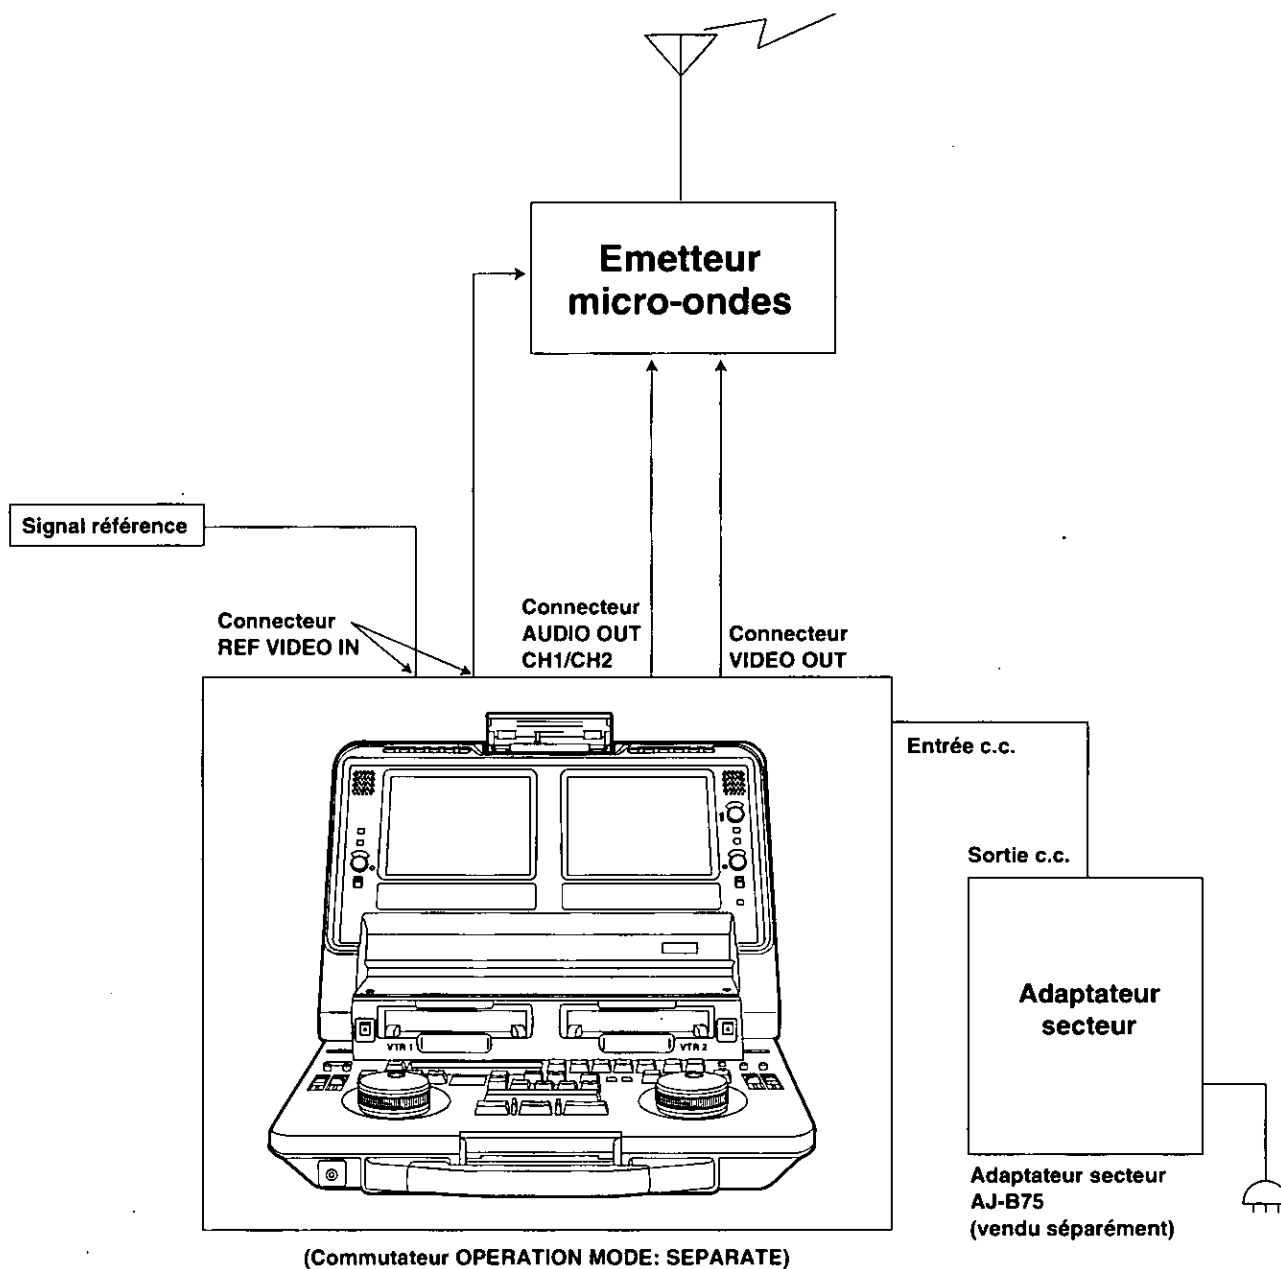 Emetteur
micro-ondes
Signal référence
Connecteur
REF VIDEO IN
Connecteur
AUDIO OUT
CH1/CH2
Connecteur
VIDEO OUT
Entrée c.c.
Sortie c.c.
Adaptateur
secteur
VTR 1
VTR 2
Adaptateur secteur
AJ-B75
(vendu séparément)
(Commutateur OPERATION MODE: SEPARATE)